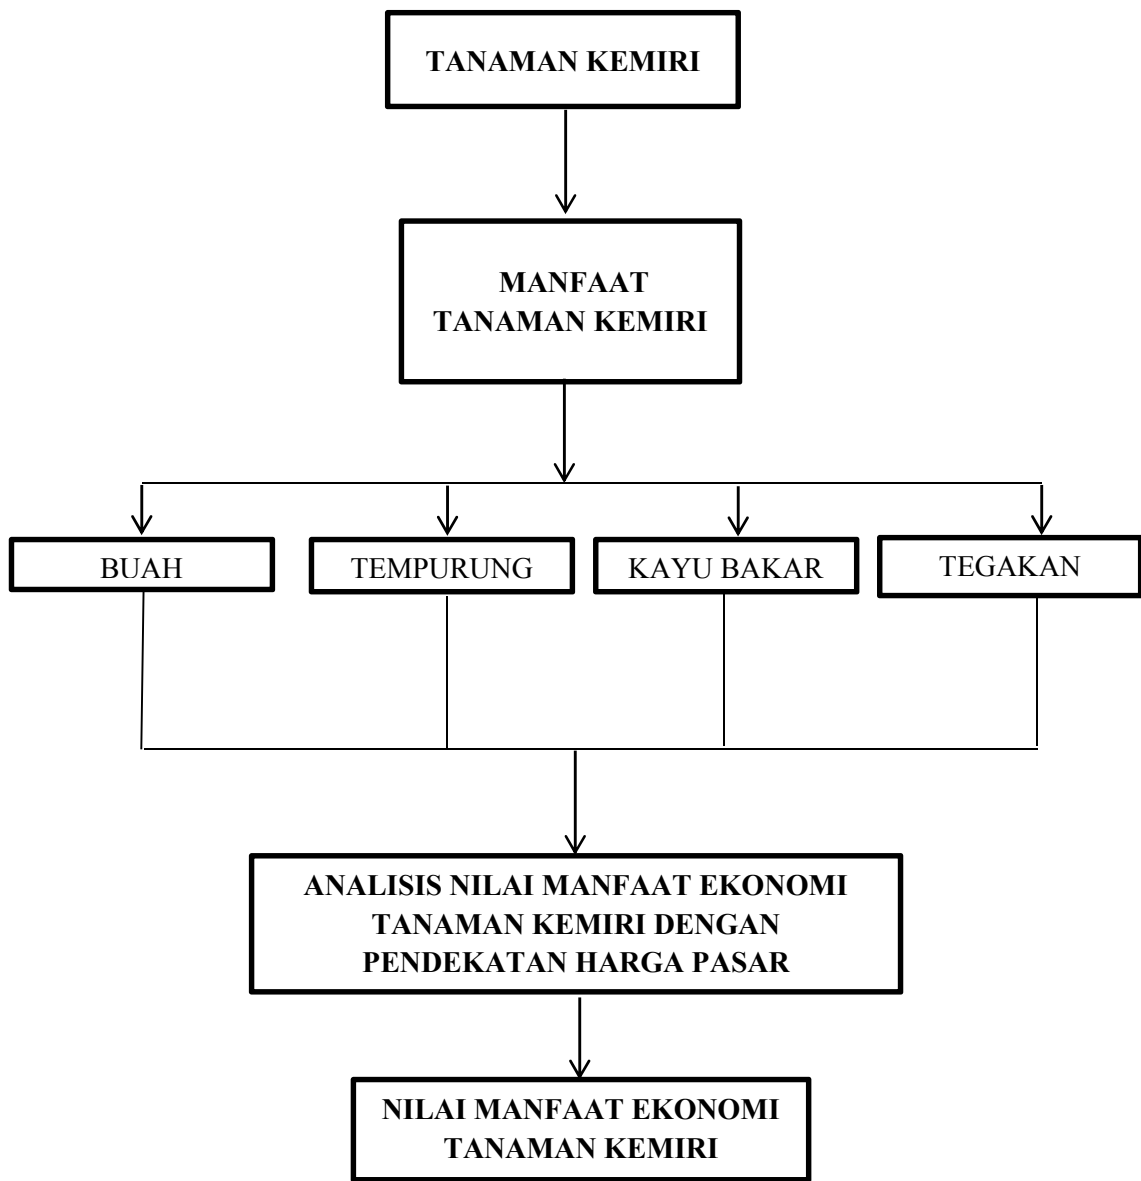 TANAMAN KEMIRI
MANFAAT
TANAMAN KEMIRI
BUAH
TEMPURUNG
KAYU BAKAR
TEGAKAN
ANALISIS NILAI MANFAAT EKONOMI
TANAMAN KEMIRI DENGAN
PENDEKATAN HARGA PASAR
NILAI MANFAAT EKONOMI
TANAMAN KEMIRI